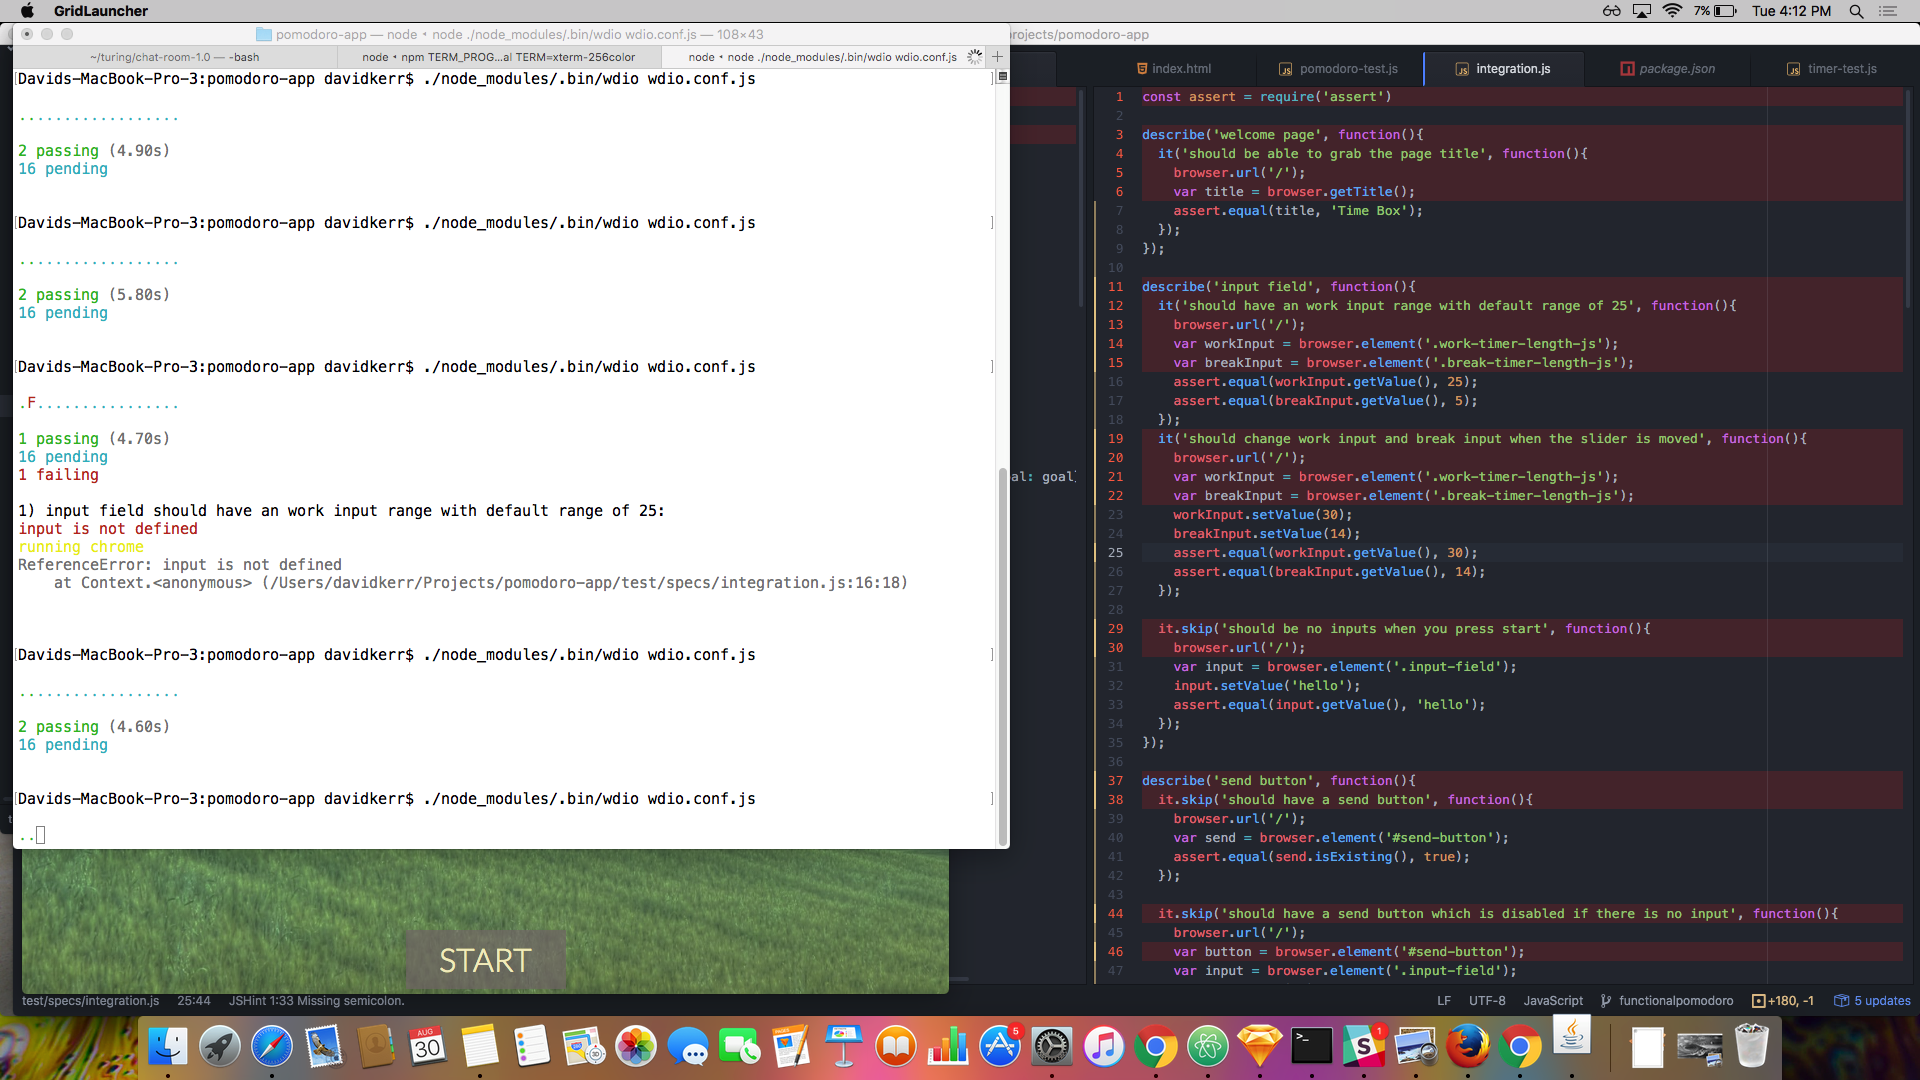 GridLauncher
7%
Tue 4:12 PM
pomodoro-app — node • node ./node_modules/.bin/wdio wdio.conf.js — 108×43
rojects/pomodoro-app
~/turing/chat-room-1.0 — -bash
node • npm TERM_PROG...al TERM=xterm-256color
node • node ./node_modules/.bin/wdio wdio.conf.js
[Davids-MacBook-Pro-3:pomodoro-app davidkerr$ ./node_modules/.bin/wdio wdio.conf.js ]
..................
2 passing (4.90s)
16 pending
[Davids-MacBook-Pro-3:pomodoro-app davidkerr$ ./node_modules/.bin/wdio wdio.conf.js ]
..................
2 passing (5.80s)
16 pending
[Davids-MacBook-Pro-3:pomodoro-app davidkerr$ ./node_modules/.bin/wdio wdio.conf.js ]
.F................
1 passing (4.70s)
16 pending
1 failing
1) input field should have an work input range with default range of 25:
input is not defined
running chrome
ReferenceError: input is not defined
at Context.<anonymous> (/Users/davidkerr/Projects/pomodoro-app/test/specs/integration.js:16:18)
[Davids-MacBook-Pro-3:pomodoro-app davidkerr$ ./node_modules/.bin/wdio wdio.conf.js ]
..................
2 passing (4.60s)
16 pending
[Davids-MacBook-Pro-3:pomodoro-app davidkerr$ ./node_modules/.bin/wdio wdio.conf.js ]
..
START
al: goal
index.html
pomodoro-test.js
integration.js
package.json
timer-test.js
1 const assert = require('assert')
2
3 describe('welcome page', function(){
4 it('should be able to grab the page title', function(){
5 browser.url('/');
6 var title = browser.getTitle();
7 assert.equal(title, 'Time Box');
8 });
9 });
10
11 describe('input field', function(){
12 it('should have an work input range with default range of 25', function(){
13 browser.url('/');
14 var workInput = browser.element('.work-timer-length-js');
15 var breakInput = browser.element('.break-timer-length-js');
16 assert.equal(workInput.getValue(), 25);
17 assert.equal(breakInput.getValue(), 5);
18 });
19 it('should change work input and break input when the slider is moved', function(){
20 browser.url('/');
21 var workInput = browser.element('.work-timer-length-js');
22 var breakInput = browser.element('.break-timer-length-js');
23 workInput.setValue(30);
24 breakInput.setValue(14);
25 assert.equal(workInput.getValue(), 30);
26 assert.equal(breakInput.getValue(), 14);
27 });
28
29 it.skip('should be no inputs when you press start', function(){
30 browser.url('/');
31 var input = browser.element('.input-field');
32 input.setValue('hello');
33 assert.equal(input.getValue(), 'hello');
34 });
35 });
36
37 describe('send button', function(){
38 it.skip('should have a send button', function(){
39 browser.url('/');
40 var send = browser.element('#send-button');
41 assert.equal(send.isExisting(), true);
42 });
43
44 it.skip('should have a send button which is disabled if there is no input', function(){
45 browser.url('/');
46 var button = browser.element('#send-button');
47 var input = browser.element('.input-field');
test/specs/integration.js 25:44 JSHint 1:33 Missing semicolon.
LF UTF-8 JavaScript functionalpomodoro +180, -1 5 updates
AUG
30
5
1